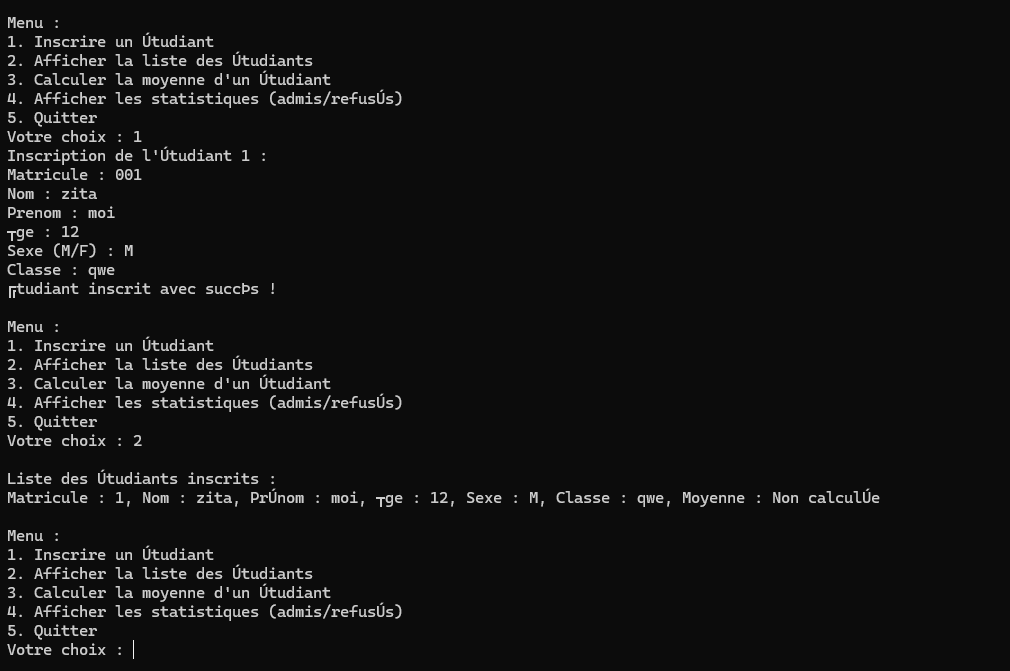 Menu :
1. Inscrire un Útudiant
2. Afficher la liste des Útudiants
3. Calculer la moyenne d'un Útudiant
4. Afficher les statistiques (admis/refusÚs)
5. Quitter
Votre choix : 1
Inscription de l'Útudiant 1 :
Matricule : 001
Nom : zita
Prenom : moi
┬ge : 12
Sexe (M/F) : M
Classe : qwe
╔tudiant inscrit avec succÞs !
Menu :
1. Inscrire un Útudiant
2. Afficher la liste des Útudiants
3. Calculer la moyenne d'un Útudiant
4. Afficher les statistiques (admis/refusÚs)
5. Quitter
Votre choix : 2
Liste des Útudiants inscrits :
Matricule : 1, Nom : zita, PrÚnom : moi, ┬ge : 12, Sexe : M, Classe : qwe, Moyenne : Non calculÚe
Menu :
1. Inscrire un Útudiant
2. Afficher la liste des Útudiants
3. Calculer la moyenne d'un Útudiant
4. Afficher les statistiques (admis/refusÚs)
5. Quitter
Votre choix :